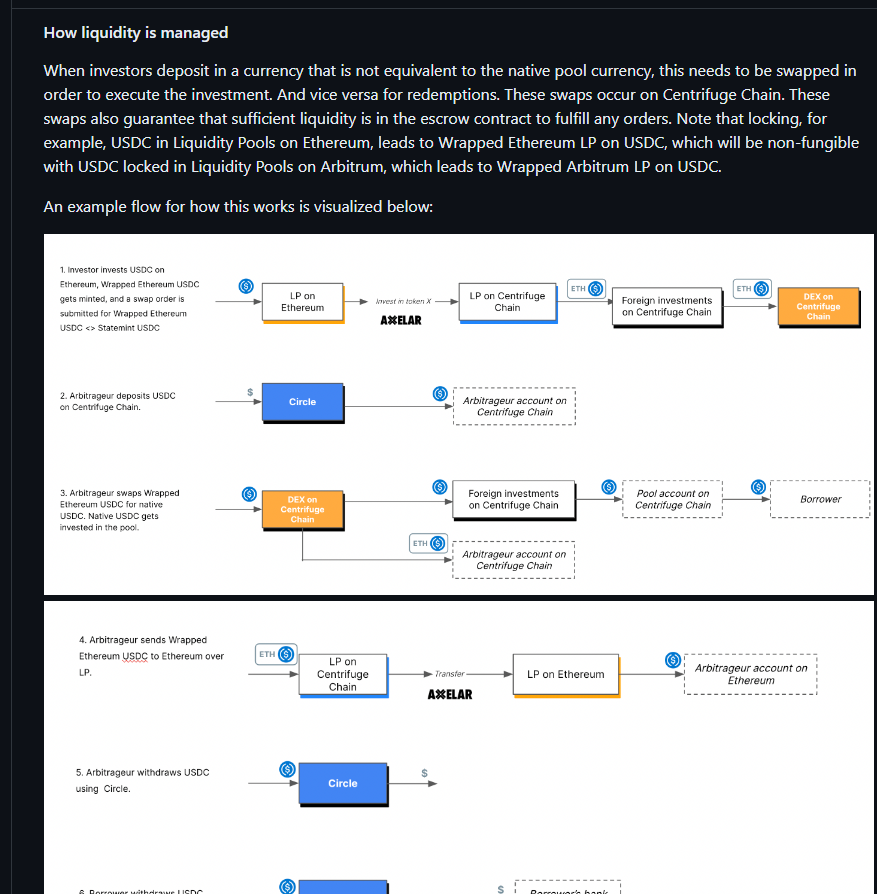 How liquidity is managed
When investors deposit in a currency that is not equivalent to the native pool currency, this needs to be swapped in
order to execute the investment. And vice versa for redemptions. These swaps occur on Centrifuge Chain. These
swaps also guarantee that sufficient liquidity is in the escrow contract to fulfill any orders. Note that locking, for
example, USDC in Liquidity Pools on Ethereum, leads to Wrapped Ethereum LP on USDC, which will be non-fungible
with USDC locked in Liquidity Pools on Arbitrum, which leads to Wrapped Arbitrum LP on USDC.
An example flow for how this works is visualized below:
1. Investor invests USDC on
Ethereum, Wrapped Ethereum USDC
gets minted, and a swap order is
submitted for Wrapped Ethereum
USDC <> Statemint USDC
$
LP on
Ethereum
Invest in token X
AXELAR
LP on Centrifuge
Chain
ETH $
Foreign investments
on Centrifuge Chain
ETH $
DEX on
Centrifuge
Chain
2. Arbitrageur deposits USDC
on Centrifuge Chain.
$
Circle
$
Arbitrageur account on
Centrifuge Chain
3. Arbitrageur swaps Wrapped
Ethereum USDC for native
USDC. Native USDC gets
invested in the pool.
$
DEX on
Centrifuge
Chain
$
Foreign investments
on Centrifuge Chain
$
Pool account on
Centrifuge Chain
$
Borrower
ETH $
Arbitrageur account on
Centrifuge Chain
4. Arbitrageur sends Wrapped
Ethereum USDC to Ethereum over
LP.
ETH $
LP on
Centrifuge
Chain
Transfer
AXELAR
LP on Ethereum
$
Arbitrageur account on
Ethereum
5. Arbitrageur withdraws USDC
using Circle.
$
Circle
$
6. Borrower withdraws USDC
$
$
Borrower's bank